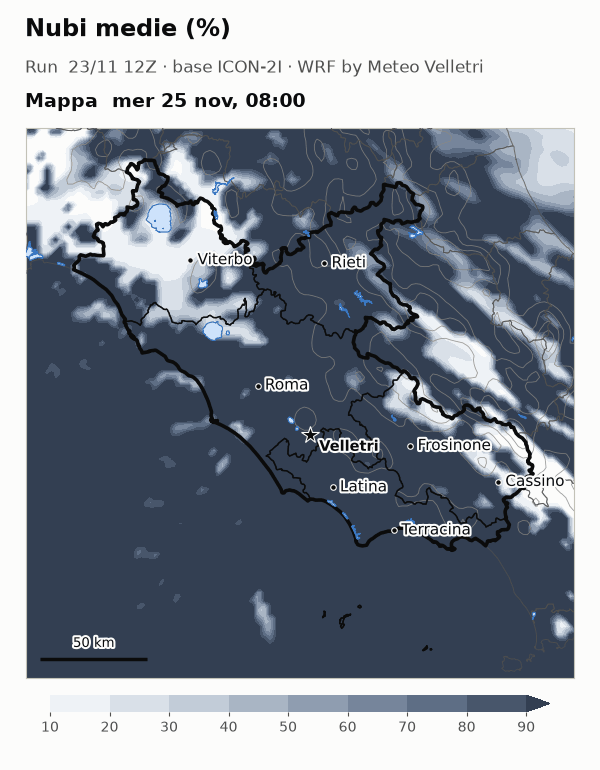 Nubi medie (%)
Run  23/11 12Z · base ICON-2I · WRF by Meteo Velletri
Mappa  mer 25 nov, 08:00
Viterbo
Rieti
Roma
Velletri
Frosinone
Cassino
Latina
Terracina
50 km
10 20 30 40 50 60 70 80 90